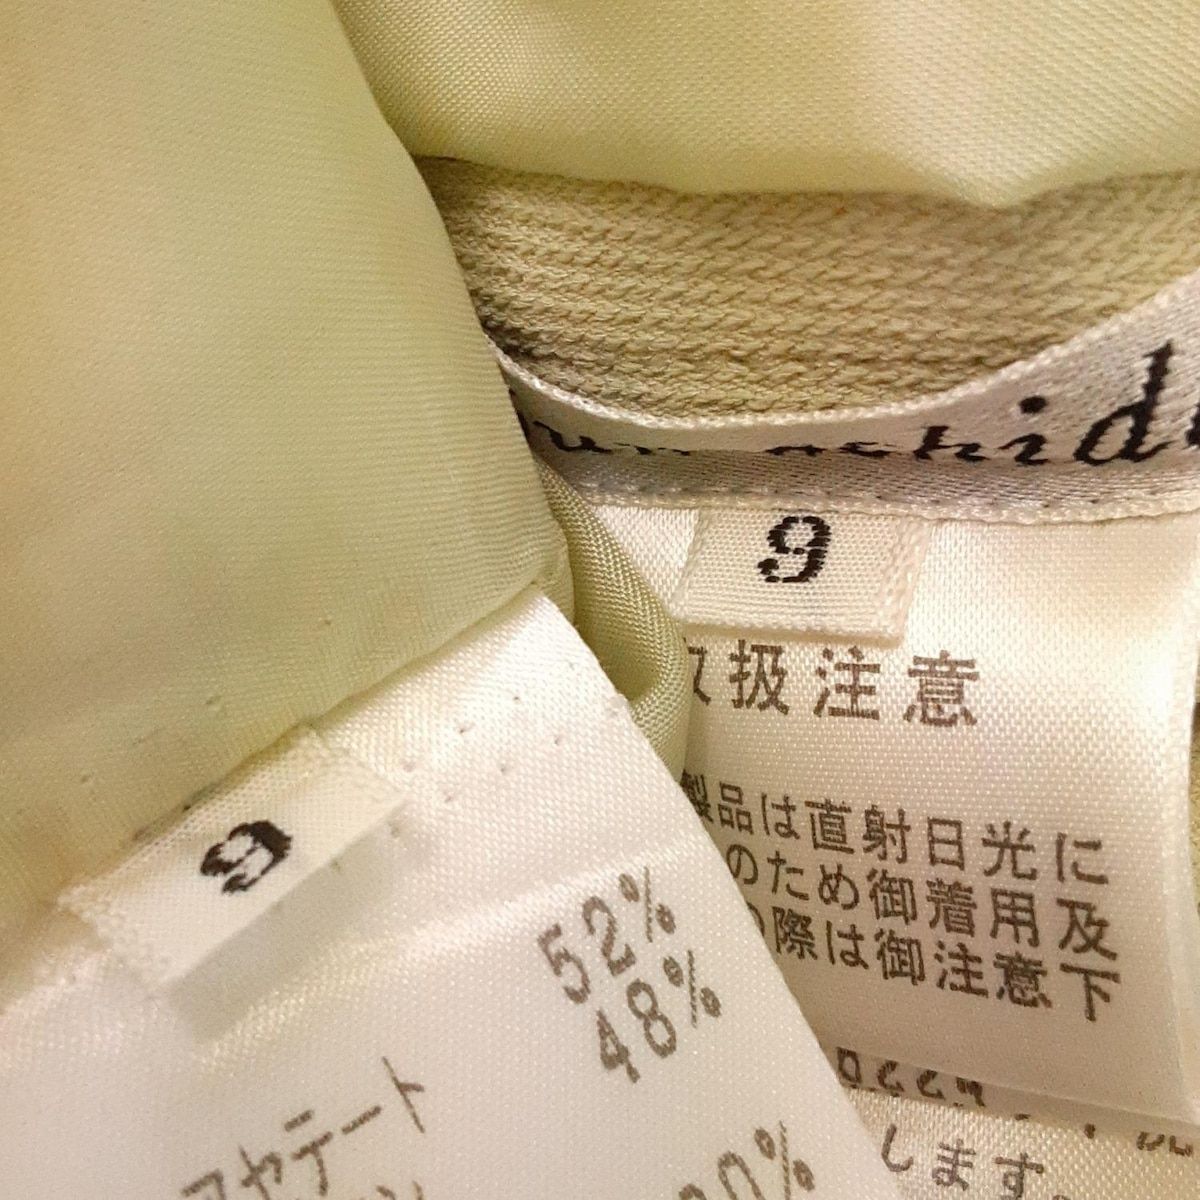 9
取扱注意
製品は直射日光に
のため御着用及
の際は御注意下
します。
9
52%
48%
アセテート